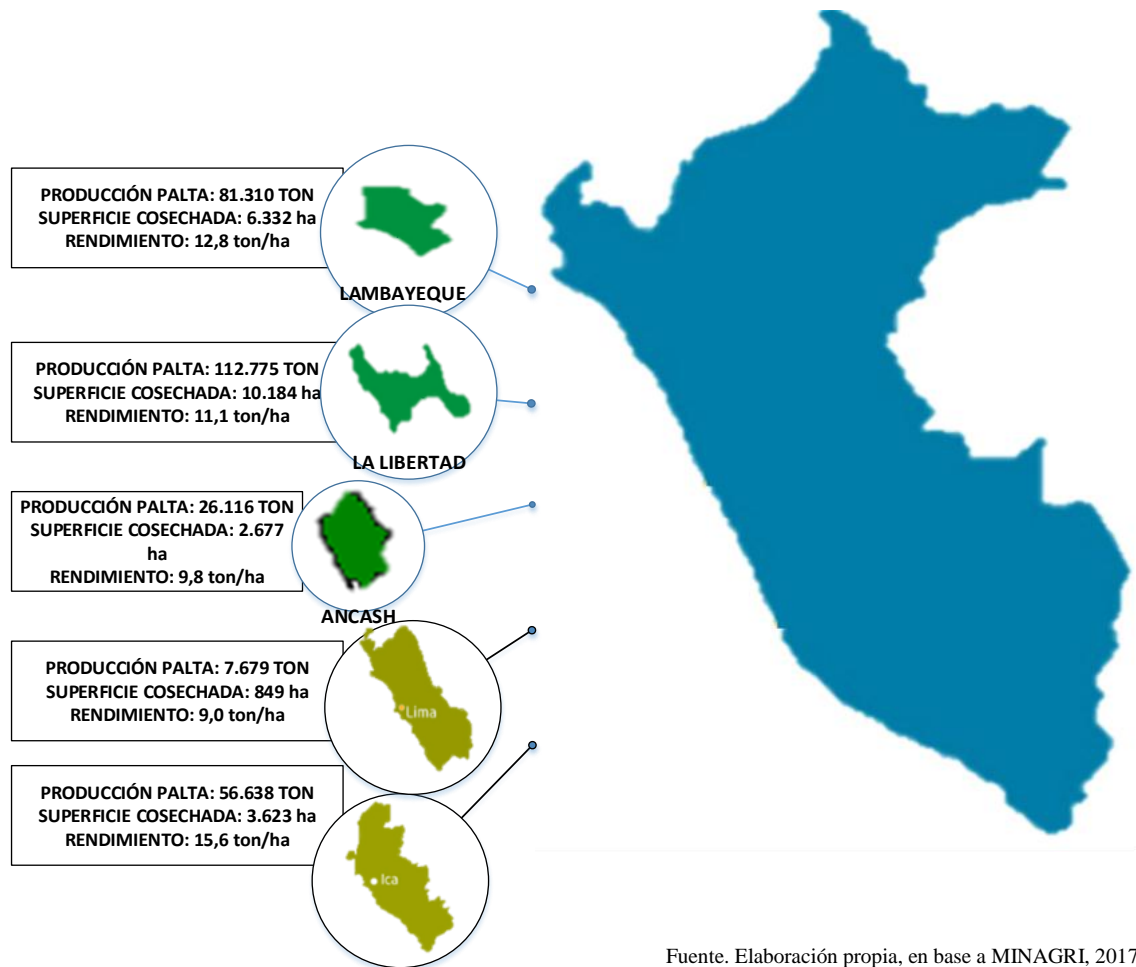 PRODUCCIÓN PALTA: 81.310 TON
SUPERFICIE COSECHADA: 6.332 ha
RENDIMIENTO: 12,8 ton/ha
LAMBAYEQUE
PRODUCCIÓN PALTA: 112.775 TON
SUPERFICIE COSECHADA: 10.184 ha
RENDIMIENTO: 11,1 ton/ha
LA LIBERTAD
PRODUCCIÓN PALTA: 26.116 TON
SUPERFICIE COSECHADA: 2.677
ha
RENDIMIENTO: 9,8 ton/ha
ANCASH
PRODUCCIÓN PALTA: 7.679 TON
SUPERFICIE COSECHADA: 849 ha
RENDIMIENTO: 9,0 ton/ha
Lima
PRODUCCIÓN PALTA: 56.638 TON
SUPERFICIE COSECHADA: 3.623 ha
RENDIMIENTO: 15,6 ton/ha
Ica
Fuente. Elaboración propia, en base a MINAGRI, 2017